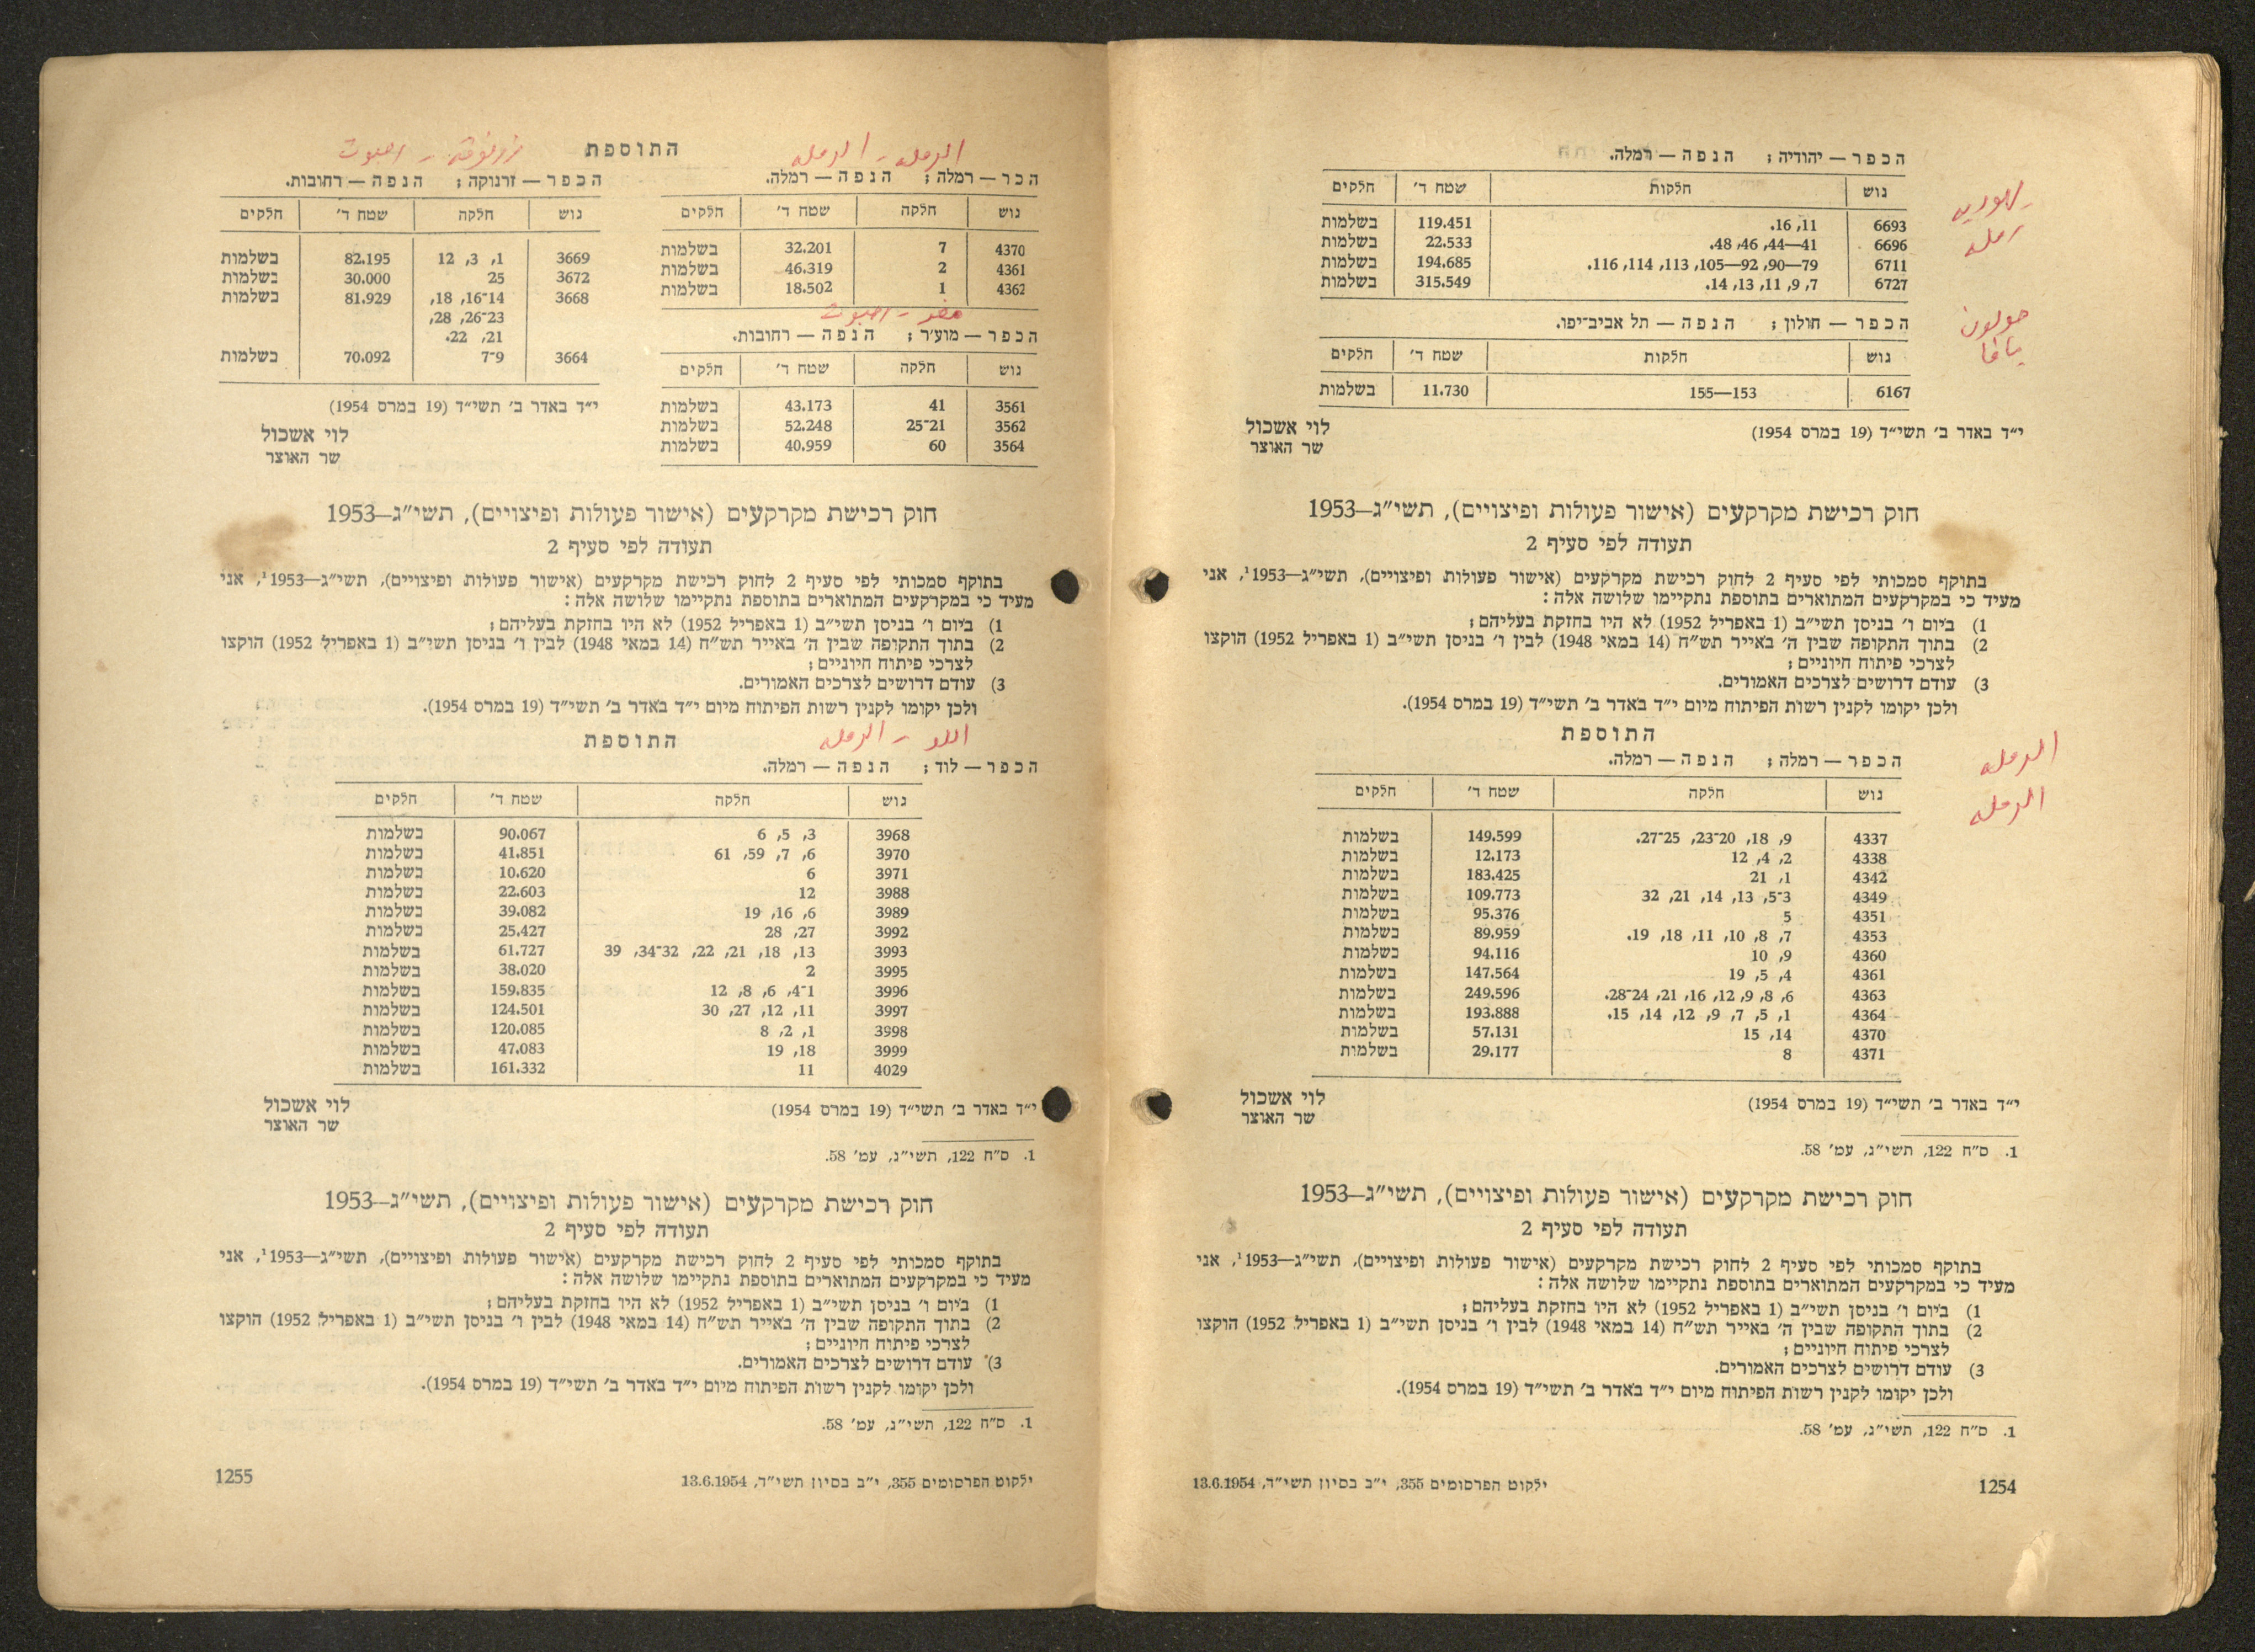 הכפר — יהודיה; הנפה — רמלה.
גוש חלקות שטח ד׳ חלקים
6693 11, 16. 119.451 בשלמות
6696 41—44, 46, 48. 22.533 בשלמות
6711 79—90, 92—105, 113, 114, 116. 194.685 בשלמות
6727 7, 9, 11, 13, 14. 315.549 בשלמות
يهوديه
رمله
הכפר — חולון; הנפה — תל אביב־יפו.
גוש חלקות שטח ד׳ חלקים
6167 153—155 11.730 בשלמות
حولون
يافا
י״ד באדר ב׳ תשי״ד (19 במרס 1954)
לוי אשכול
שר האוצר
חוק רכישת מקרקעים (אישור פעולות ופיצויים), תשי״ג—1953
תעודה לפי סעיף 2
בתוקף סמכותי לפי סעיף 2 לחוק רכישת מקרקעים (אישור פעולות ופיצויים), תשי״ג—1953¹, אני
מעיד כי במקרקעים המתוארים בתוספת נתקיימו שלושה אלה:
1) ביום ו׳ בניסן תשי״ב (1 באפריל 1952) לא היו בחזקת בעליהם;
2) בתוך התקופה שבין ה׳ באייר תש״ח (14 במאי 1948) לבין ו׳ בניסן תשי״ב (1 באפריל 1952) הוקצו
לצרכי פיתוח חיוניים;
3) עודם דרושים לצרכים האמורים.
ולכן יקומו לקנין רשות הפיתוח מיום י״ד באדר ב׳ תשי״ד (19 במרס 1954).
התוספת
הכפר — רמלה; הנפה — רמלה.
الرمله
الرمله
גוש חלקה שטח ד׳ חלקים
4337 9, 18, 20־23, 25־27. 149.599 בשלמות
4338 2, 4, 12 12.173 בשלמות
4342 1, 21 183.425 בשלמות
4349 3־5, 13, 14, 21, 32 109.773 בשלמות
4351 5 95.376 בשלמות
4353 7, 8, 10, 11, 18, 19. 89.959 בשלמות
4360 9, 10 94.116 בשלמות
4361 4, 5, 19 147.564 בשלמות
4363 6, 8, 9, 12, 16, 21, 24־28. 249.596 בשלמות
4364 1, 5, 7, 9, 12, 14, 15. 193.888 בשלמות
4370 14, 15 57.131 בשלמות
4371 8 29.177 בשלמות
י״ד באדר ב׳ תשי״ד (19 במרס 1954)
לוי אשכול
שר האוצר
1. ס״ח 122, תשי״ג, עמ׳ 58.
חוק רכישת מקרקעים (אישור פעולות ופיצויים), תשי״ג—1953
תעודה לפי סעיף 2
בתוקף סמכותי לפי סעיף 2 לחוק רכישת מקרקעים (אישור פעולות ופיצויים), תשי״ג—1953¹, אני
מעיד כי במקרקעים המתוארים בתוספת נתקיימו שלושה אלה:
1) ביום ו׳ בניסן תשי״ב (1 באפריל 1952) לא היו בחזקת בעליהם;
2) בתוך התקופה שבין ה׳ באייר תש״ח (14 במאי 1948) לבין ו׳ בניסן תשי״ב (1 באפריל 1952) הוקצו
לצרכי פיתוח חיוניים;
3) עודם דרושים לצרכים האמורים.
ולכן יקומו לקנין רשות הפיתוח מיום י״ד באדר ב׳ תשי״ד (19 במרס 1954).
1. ס״ח 122, תשי״ג, עמ׳ 58.
1254 ילקוט הפרסומים 355, י״ב בסיון תשי״ד, 13.6.1954
התוספת
الرمله - الرمله
הכר — רמלה; הנפה — רמלה.
גוש חלקה שטח ד׳ חלקים
4370 7 32.201 בשלמות
4361 2 46.319 בשלמות
4362 1 18.502 בשלמות
הכפר — מוע׳ר; הנפה — רחובות.
גוש חלקה שטח ד׳ חלקים
3561 41 43.173 בשלמות
3562 21־25 52.248 בשלמות
3564 60 40.959 בשלמות
زرنوقة - رحبوت
הכפר — זרנוקה; הנפה — רחובות.
גוש חלקה שטח ד׳ חלקים
3669 1, 3, 12 82.195 בשלמות
3672 25 30.000 בשלמות
3668 14־16, 18, 81.929 בשלמות
23־26, 28,
21, 22.
3664 7־9 70.092 בשלמות
י״ד באדר ב׳ תשי״ד (19 במרס 1954)
לוי אשכול
שר האוצר
חוק רכישת מקרקעים (אישור פעולות ופיצויים), תשי״ג—1953
תעודה לפי סעיף 2
בתוקף סמכותי לפי סעיף 2 לחוק רכישת מקרקעים (אישור פעולות ופיצויים), תשי״ג—1953¹, אני
מעיד כי במקרקעים המתוארים בתוספת נתקיימו שלושה אלה:
1) ביום ו׳ בניסן תשי״ב (1 באפריל 1952) לא היו בחזקת בעליהם;
2) בתוך התקופה שבין ה׳ באייר תש״ח (14 במאי 1948) לבין ו׳ בניסן תשי״ב (1 באפריל 1952) הוקצו
לצרכי פיתוח חיוניים;
3) עודם דרושים לצרכים האמורים.
ולכן יקומו לקנין רשות הפיתוח מיום י״ד באדר ב׳ תשי״ד (19 במרס 1954).
התוספת
اللد - الرمله
הכפר — לוד; הנפה — רמלה.
גוש חלקה שטח ד׳ חלקים
3968 3, 5, 6 90.067 בשלמות
3970 6, 7, 59, 61 41.851 בשלמות
3971 6 10.620 בשלמות
3988 12 22.603 בשלמות
3989 6, 16, 19 39.082 בשלמות
3992 27, 28 25.427 בשלמות
3993 13, 18, 21, 22, 32־34, 39 61.727 בשלמות
3995 2 38.020 בשלמות
3996 1־4, 6, 8, 12 159.835 בשלמות
3997 11, 12, 27, 30 124.501 בשלמות
3998 1, 2, 8 120.085 בשלמות
3999 18, 19 47.083 בשלמות
4029 11 161.332 בשלמות
י״ד באדר ב׳ תשי״ד (19 במרס 1954)
לוי אשכול
שר האוצר
1. ס״ח 122, תשי״ג, עמ׳ 58.
חוק רכישת מקרקעים (אישור פעולות ופיצויים), תשי״ג—1953
תעודה לפי סעיף 2
בתוקף סמכותי לפי סעיף 2 לחוק רכישת מקרקעים (אישור פעולות ופיצויים), תשי״ג—1953¹, אני
מעיד כי במקרקעים המתוארים בתוספת נתקיימו שלושה אלה:
1) ביום ו׳ בניסן תשי״ב (1 באפריל 1952) לא היו בחזקת בעליהם;
2) בתוך התקופה שבין ה׳ באייר תש״ח (14 במאי 1948) לבין ו׳ בניסן תשי״ב (1 באפריל 1952) הוקצו
לצרכי פיתוח חיוניים;
3) עודם דרושים לצרכים האמורים.
ולכן יקומו לקנין רשות הפיתוח מיום י״ד באדר ב׳ תשי״ד (19 במרס 1954).
1. ס״ח 122, תשי״ג, עמ׳ 58.
ילקוט הפרסומים 355, י״ב בסיון תשי״ד, 13.6.1954 1255